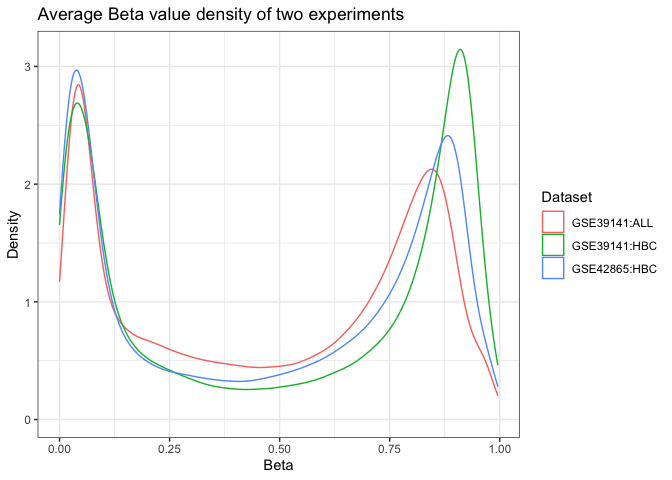 Average Beta value density of two experiments
3
2
1
0
Density
0.00 0.25 0.50 0.75 1.00
Beta
Dataset
GSE39141:ALL
GSE39141:HBC
GSE42865:HBC